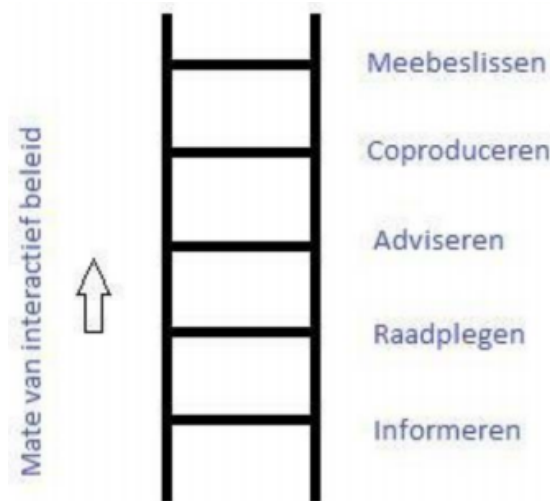 Mate van interactief beleid
Meebeslissen
Coproduceren
Adviseren
Raadplegen
Informeren